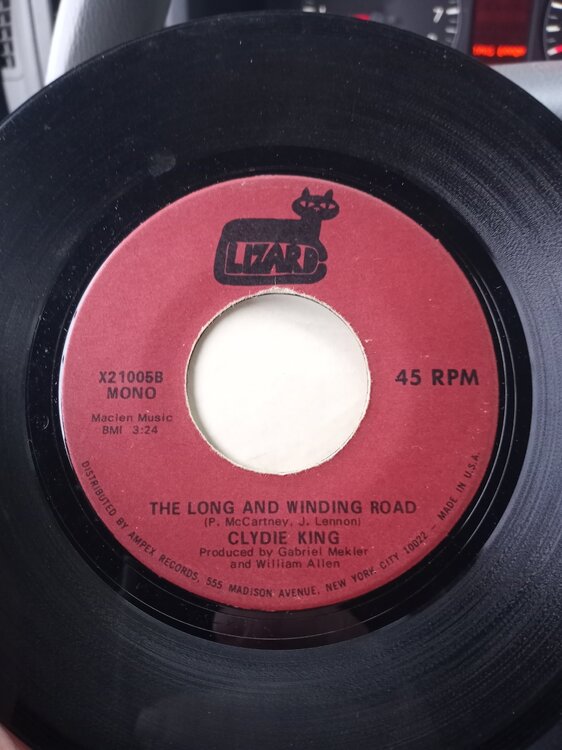 LIZARD
X21005B
MONO
45 RPM
Maclen Music
BMI 3:24
THE LONG AND WINDING ROAD
(P. McCartney, J. Lennon)
CLYDIE KING
Produced by Gabriel Mekler
and William Allen
DISTRIBUTED BY AMPEX RECORDS, 555 MADISON AVENUE, NEW YORK CITY 10022 - MADE IN U.S.A.